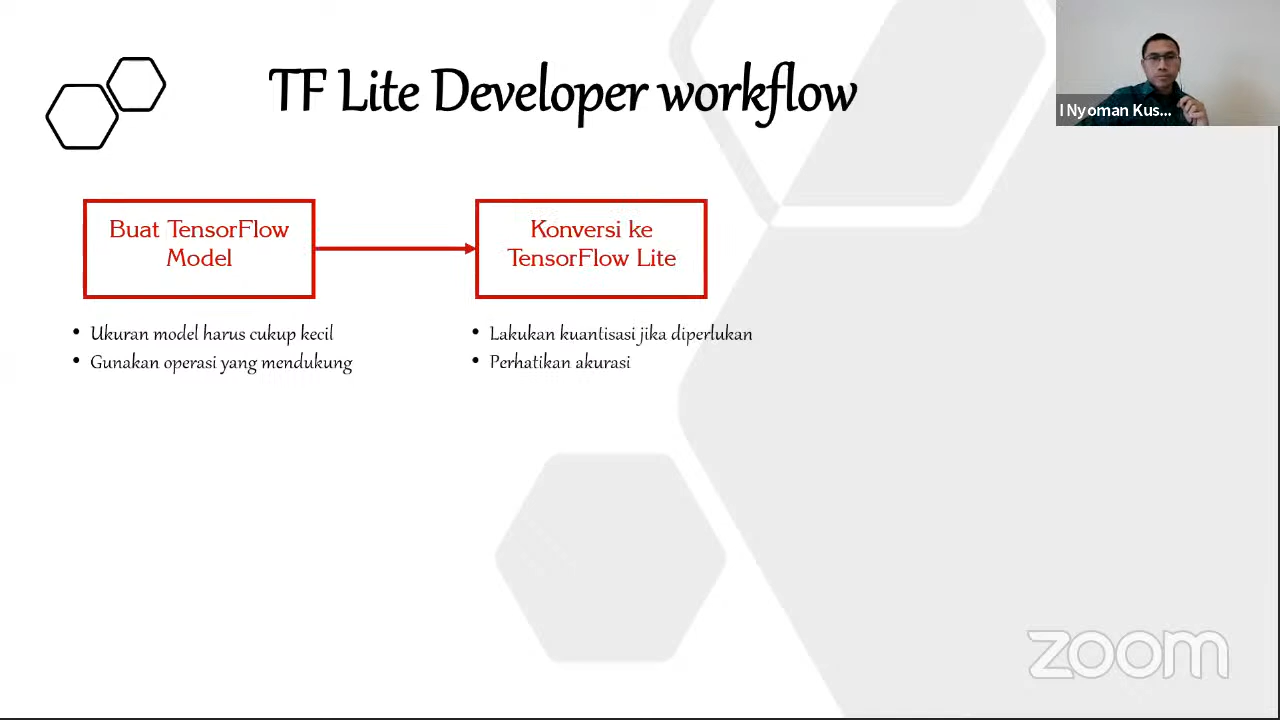 TF Lite Developer workflow
I Nyoman Kus...
Buat TensorFlow
Model
Konversi ke
TensorFlow Lite
• Ukuran model harus cukup kecil
• Gunakan operasi yang mendukung
• Lakukan kuantisasi jika diperlukan
• Perhatikan akurasi
zoom